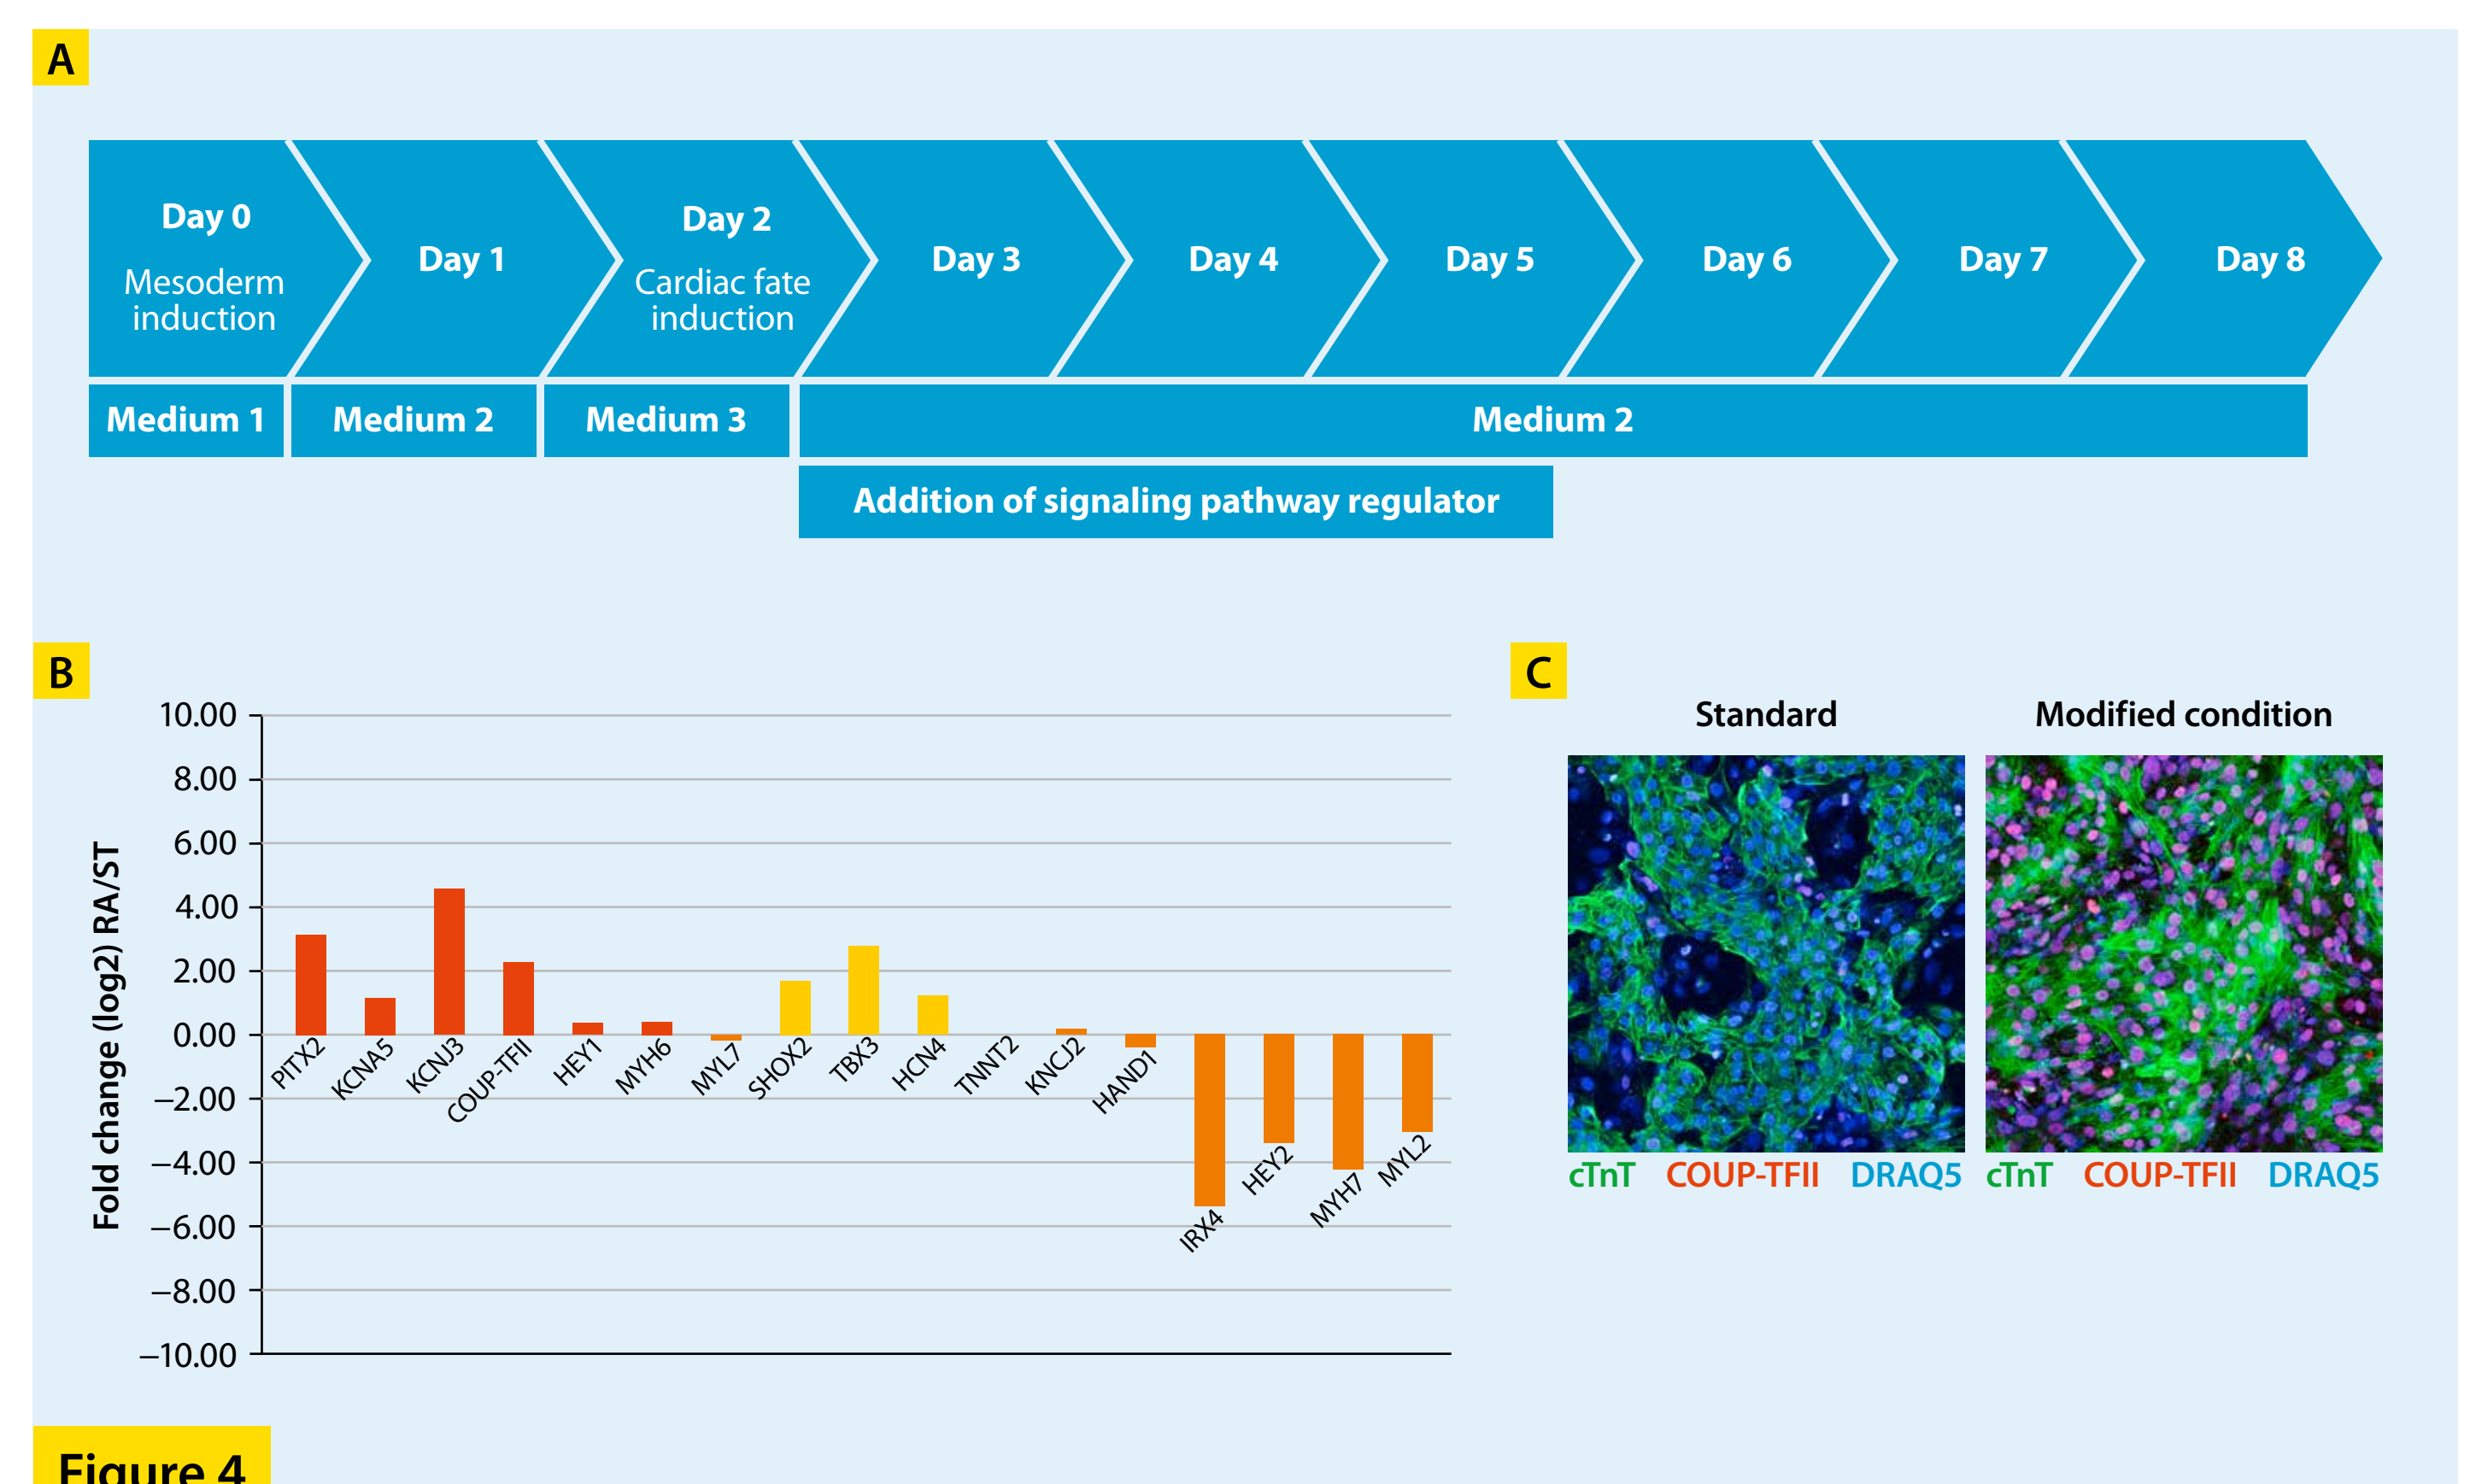 A
Day 0
Mesoderm
induction
Day 1
Day 2
Cardiac fate
induction
Day 3
Day 4
Day 5
Day 6
Day 7
Day 8
Medium 1
Medium 2
Medium 3
Medium 2
Addition of signaling pathway regulator
B
Fold change (log2) RA/ST
10.00
8.00
6.00
4.00
2.00
0.00
–2.00
–4.00
–6.00
–8.00
–10.00
PITX2
KCNA5
KCNJ3
COUP-TFII
HEY1
MYH6
MYL7
SHOX2
TBX3
HCN4
TNNT2
KNCJ2
HAND1
IRX4
HEY2
MYH7
MYL2
C
Standard
Modified condition
cTnT COUP-TFII DRAQ5
cTnT COUP-TFII DRAQ5
Figure 4